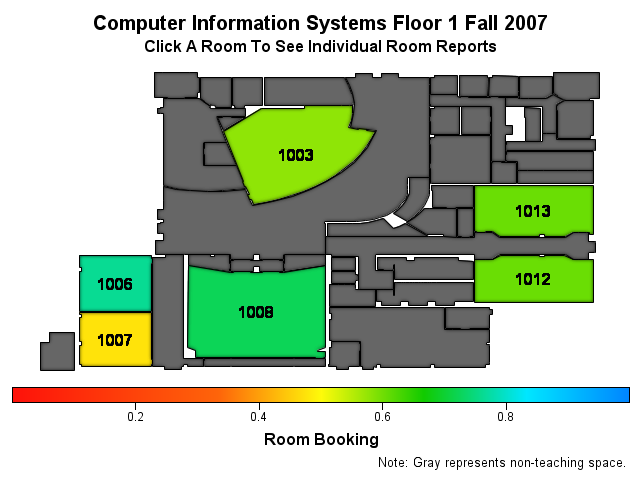 Computer Information Systems Floor 1 Fall 2007
Click A Room To See Individual Room Reports
1003
1013
1006
1012
1008
1007
0.2 0.4 0.6 0.8
Room Booking
Note: Gray represents non-teaching space.